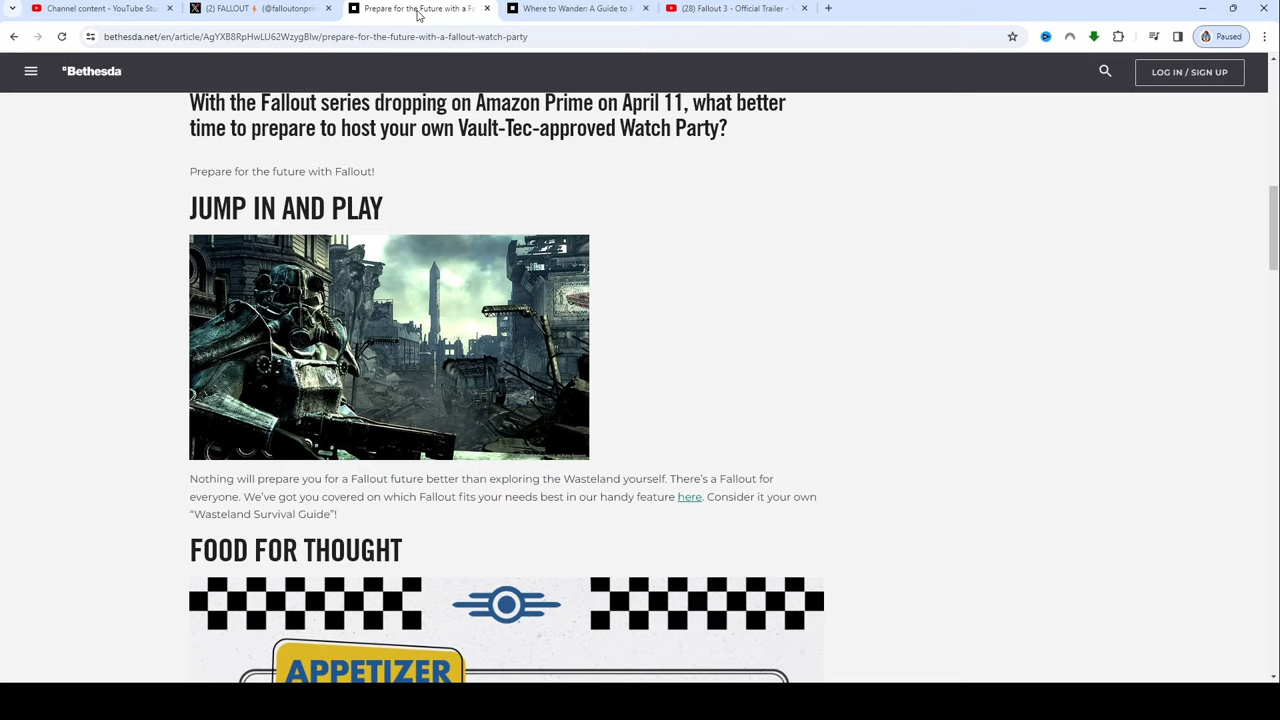 Channel content - YouTube Stu
(2) FALLOUT⚡ (@falloutonpri
Prepare for the Future with a Fa
Where to Wander: A Guide to F
(28) Fallout 3 - Official Trailer -
bethesda.net/en/article/AgYXB8RpHwLU62WzygBlw/prepare-for-the-future-with-a-fallout-watch-party
Paused
Bethesda
LOG IN / SIGN UP
With the Fallout series dropping on Amazon Prime on April 11, what better
time to prepare to host your own Vault-Tec-approved Watch Party?
Prepare for the future with Fallout!
JUMP IN AND PLAY
Nothing will prepare you for a Fallout future better than exploring the Wasteland yourself. There's a Fallout for
everyone. We've got you covered on which Fallout fits your needs best in our handy feature here. Consider it your own
“Wasteland Survival Guide”!
FOOD FOR THOUGHT
APPETIZER